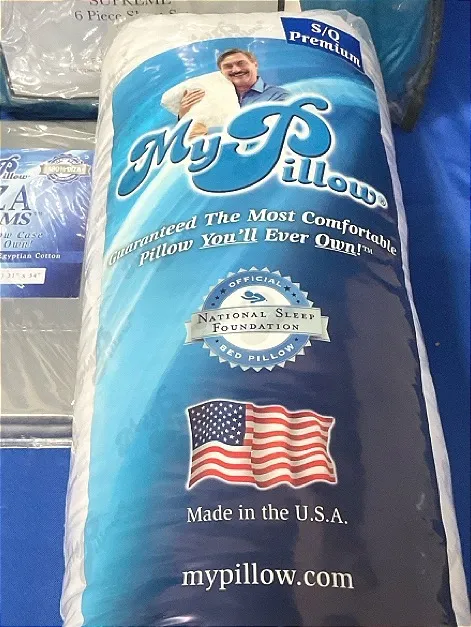 SUPREME
6 Piece Sheet S
S/Q
Premium
MyPillow®
Guaranteed The Most Comfortable
Pillow You'll Ever Own!™
OFFICIAL
NATIONAL SLEEP
FOUNDATION
BED PILLOW
Made in the U.S.A.
mypillow.com
Pillow
ZA
MS
ow Case
Own!
Egyptian Cotton